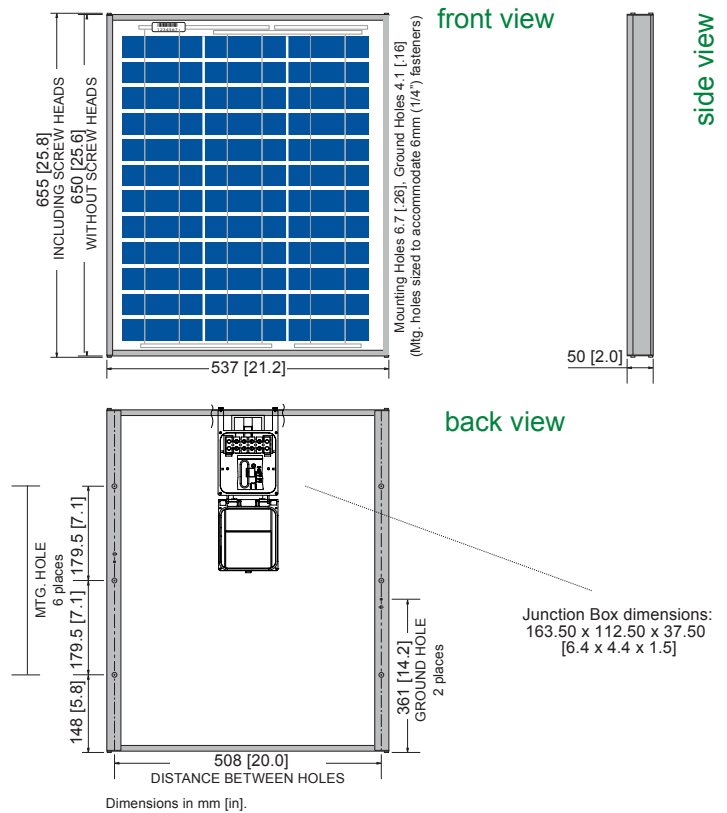 front view
side view
655 [25.8]
INCLUDING SCREW HEADS
650 [25.6]
WITHOUT SCREW HEADS
Mounting Holes 6.7 [.26], Ground Holes 4.1 [.16]
(Mtg. holes sized to accommodate 6mm (1/4") fasteners)
537 [21.2]
50 [2.0]
back view
MTG. HOLE
6 places
179.5 [7.1]
179.5 [7.1]
148 [5.8]
361 [14.2]
GROUND HOLE
2 places
Junction Box dimensions:
163.50 x 112.50 x 37.50
[6.4 x 4.4 x 1.5]
508 [20.0]
DISTANCE BETWEEN HOLES
Dimensions in mm [in].